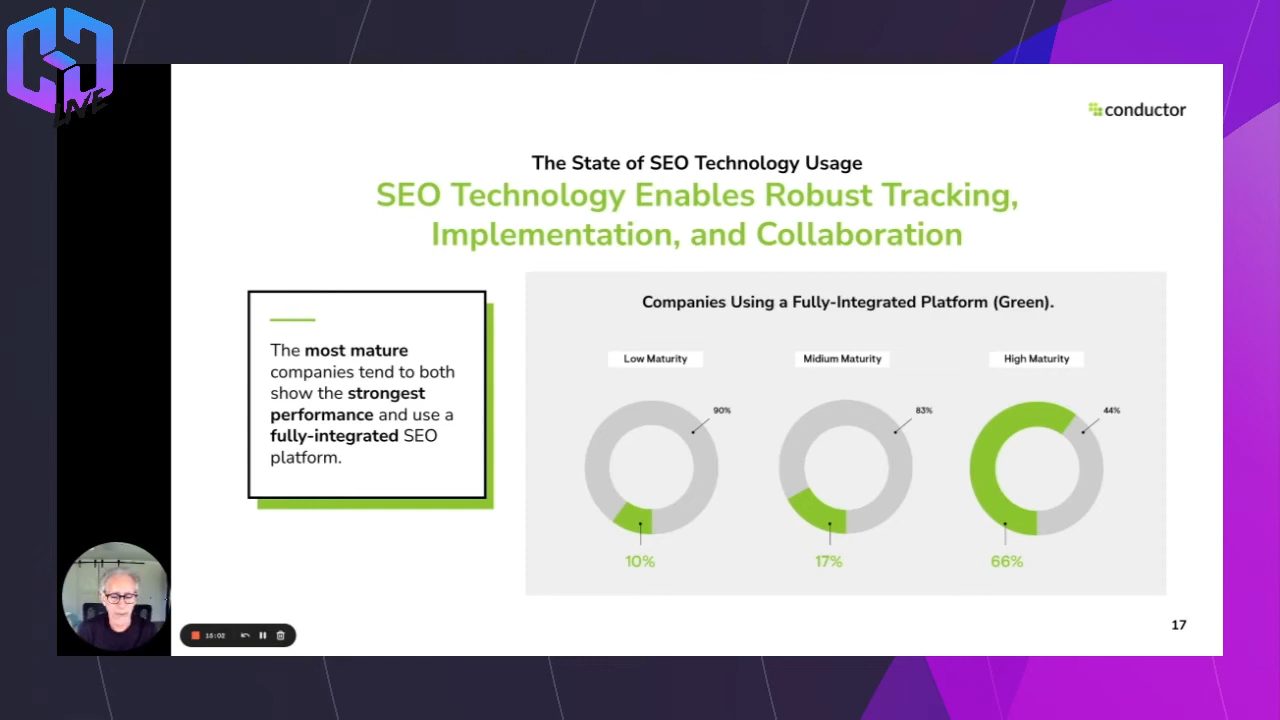 LIVE
conductor
The State of SEO Technology Usage
SEO Technology Enables Robust Tracking,
Implementation, and Collaboration
The most mature
companies tend to both
show the strongest
performance and use a
fully-integrated SEO
platform.
Companies Using a Fully-Integrated Platform (Green).
Low Maturity
Midium Maturity
High Maturity
90%
83%
44%
10%
17%
66%
17
15:02